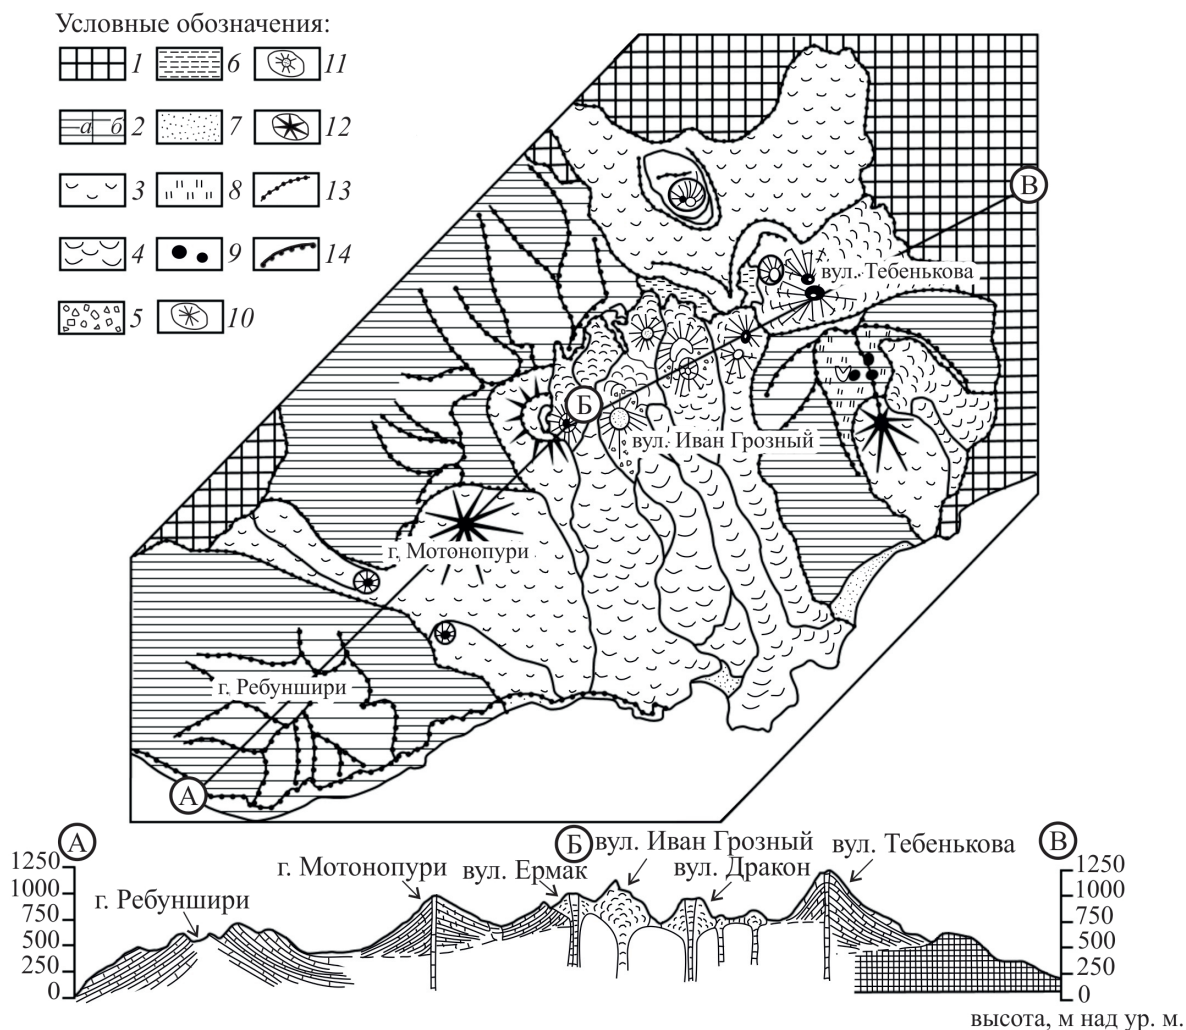 Условные обозначения:
1 6 11
а б 2 7 12
3 8 13
4 9 14
5 10
В
вул. Тебенькова
Б
вул. Иван Грозный
г. Мотонопури
г. Ребуншири
А
А Б В
вул. Иван Грозный
вул. Тебенькова
г. Мотонопури
вул. Ермак
вул. Дракон
г. Ребуншири
1250 1250
1000 1000
750 750
500 500
250 250
0 0
высота, м над ур. м.